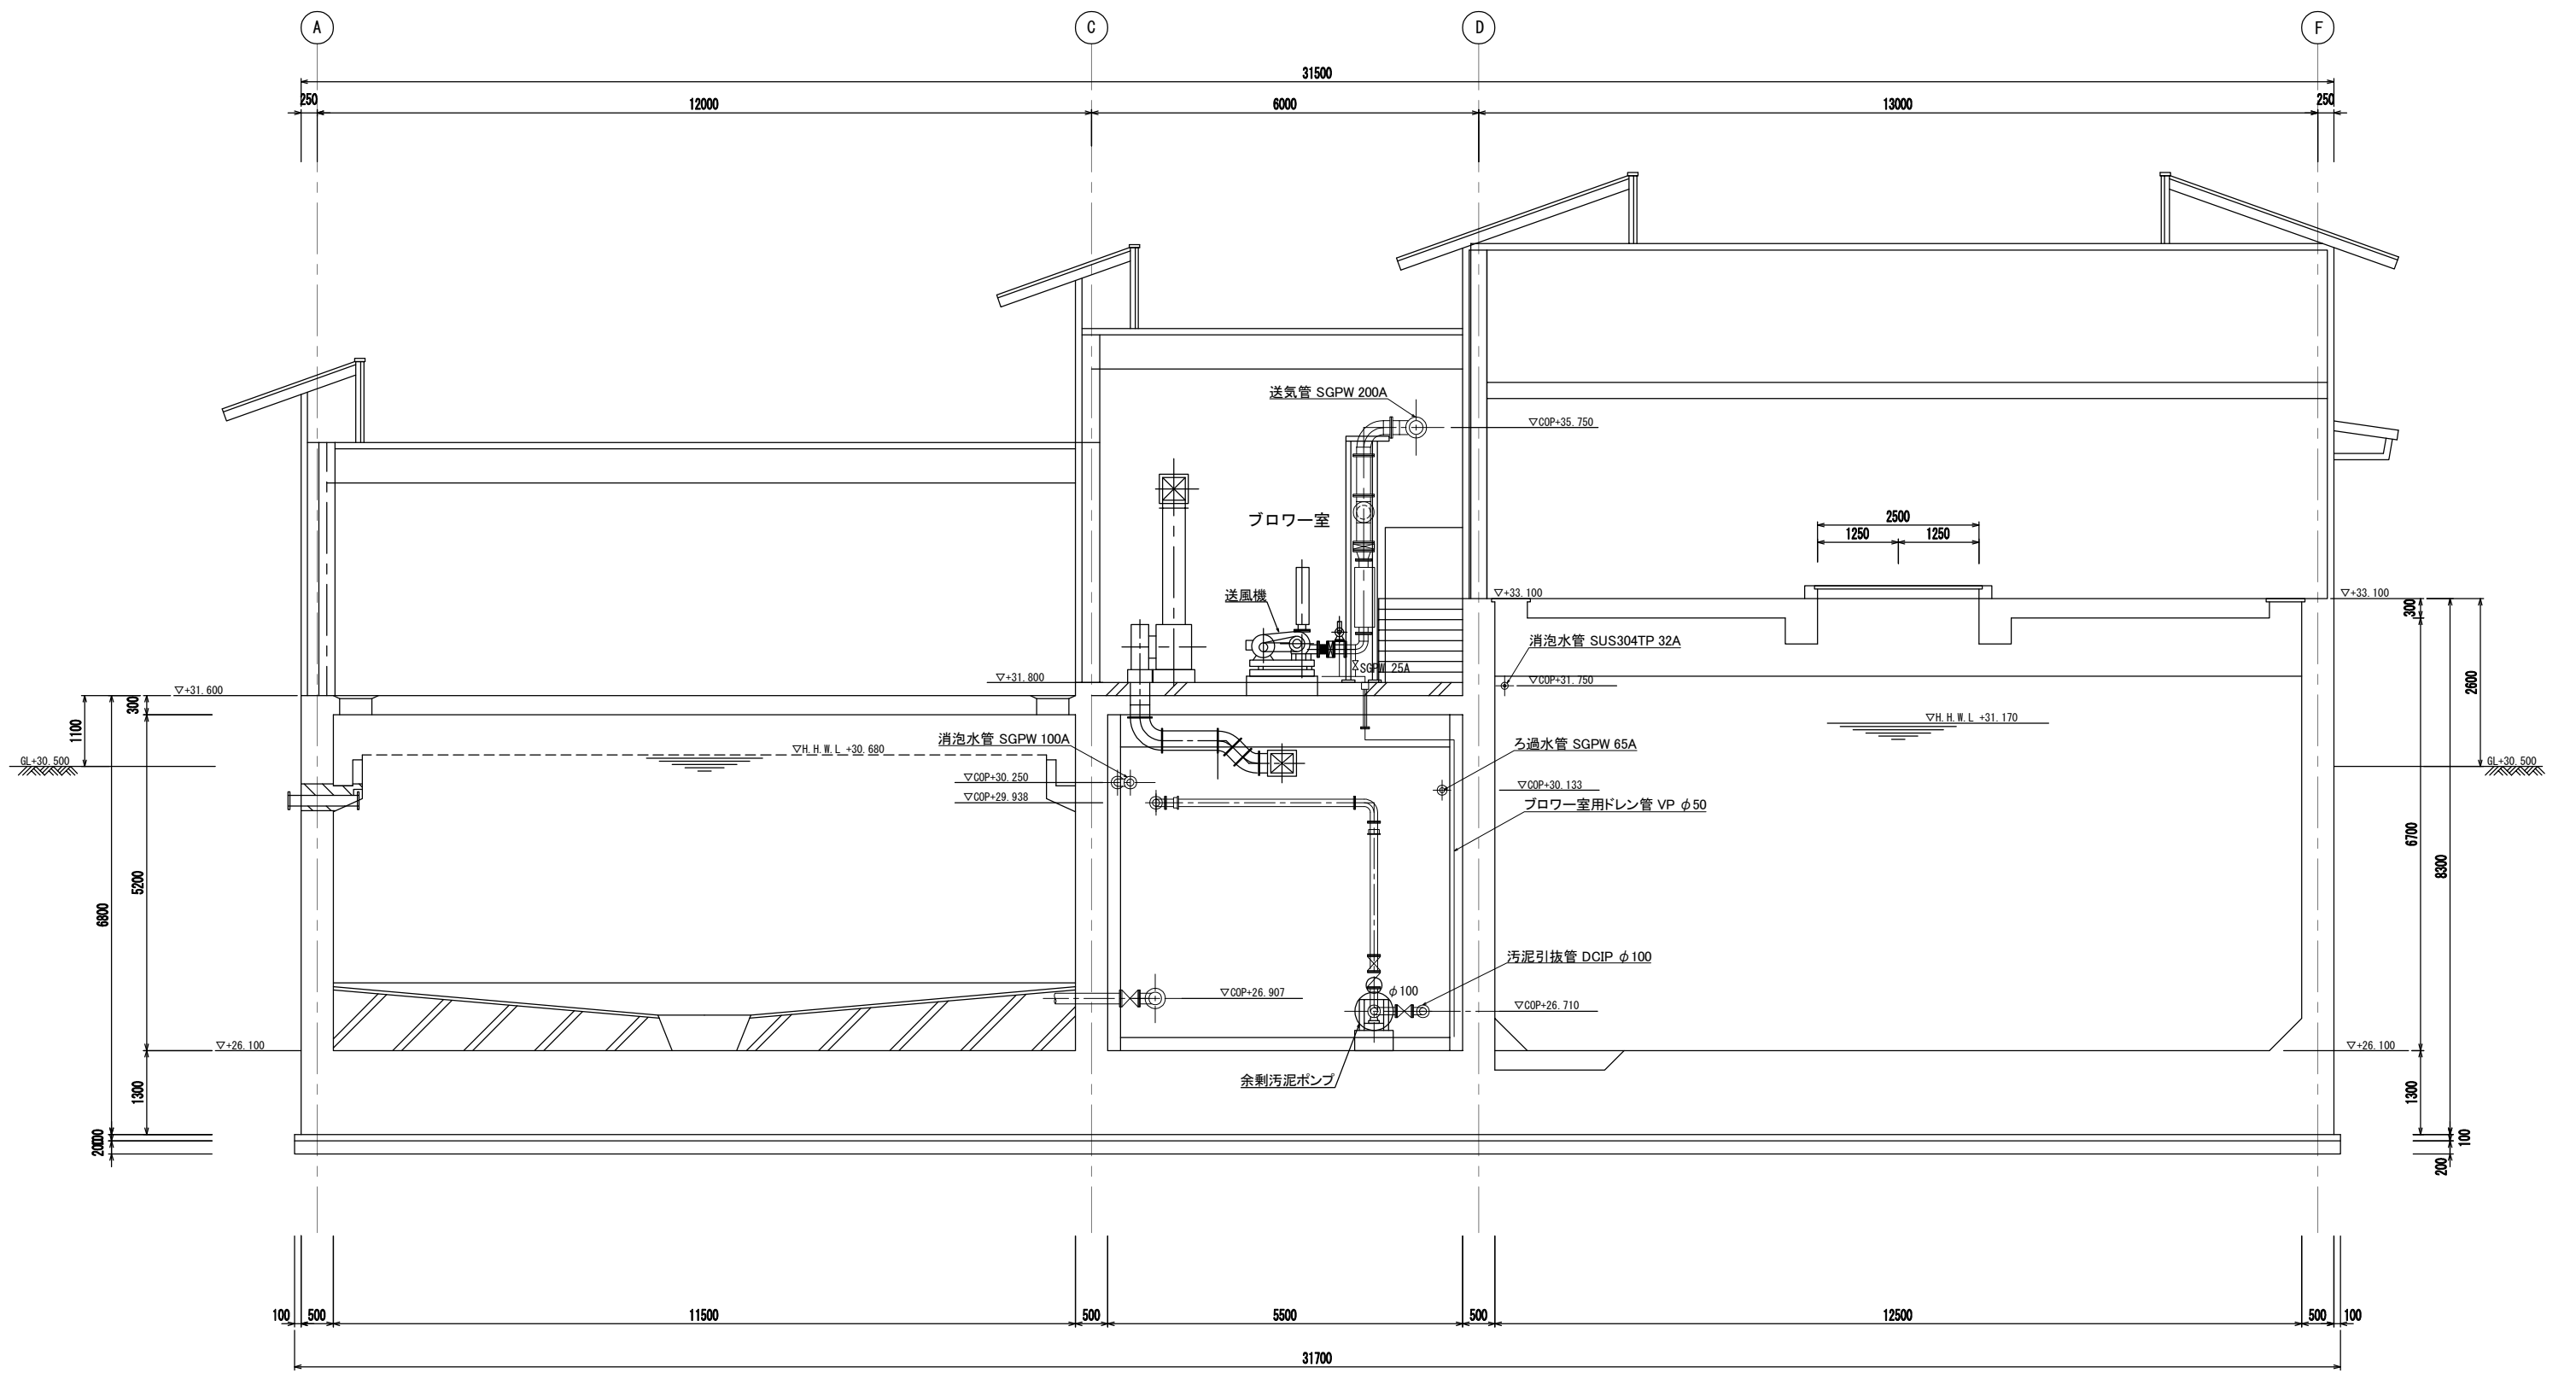 A
C
D
F
31500
250
12000
6000
13000
250
送気管 SGPW 200A
▽COP+35.750
ブロワー室
2500
1250
1250
送風機
▽+33.100
▽+33.100
300
消泡水管 SUS304TP 32A
SGPW 25A
▽+31.800
▽COP+31.750
▽+31.600
300
1100
2600
▽H.H.W.L +31.170
消泡水管 SGPW 100A
ろ過水管 SGPW 65A
▽H.H.W.L +30.680
GL+30.500
GL+30.500
▽COP+30.250
▽COP+30.133
▽COP+29.938
ブロワー室用ドレン管 VP φ50
6700
8300
5200
6800
汚泥引抜管 DCIP φ100
φ100
▽COP+26.907
▽COP+26.710
▽+26.100
▽+26.100
余剰汚泥ポンプ
1300
1300
100
200
100
200
100
500
11500
500
5500
500
12500
500
100
31700